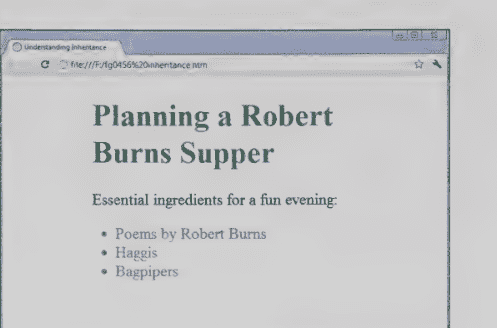 Understanding Inheritance
file:///F:/fg0456%20inheritance.htm
Planning a Robert
Burns Supper
Essential ingredients for a fun evening:
• Poems by Robert Burns
• Haggis
• Bagpipers